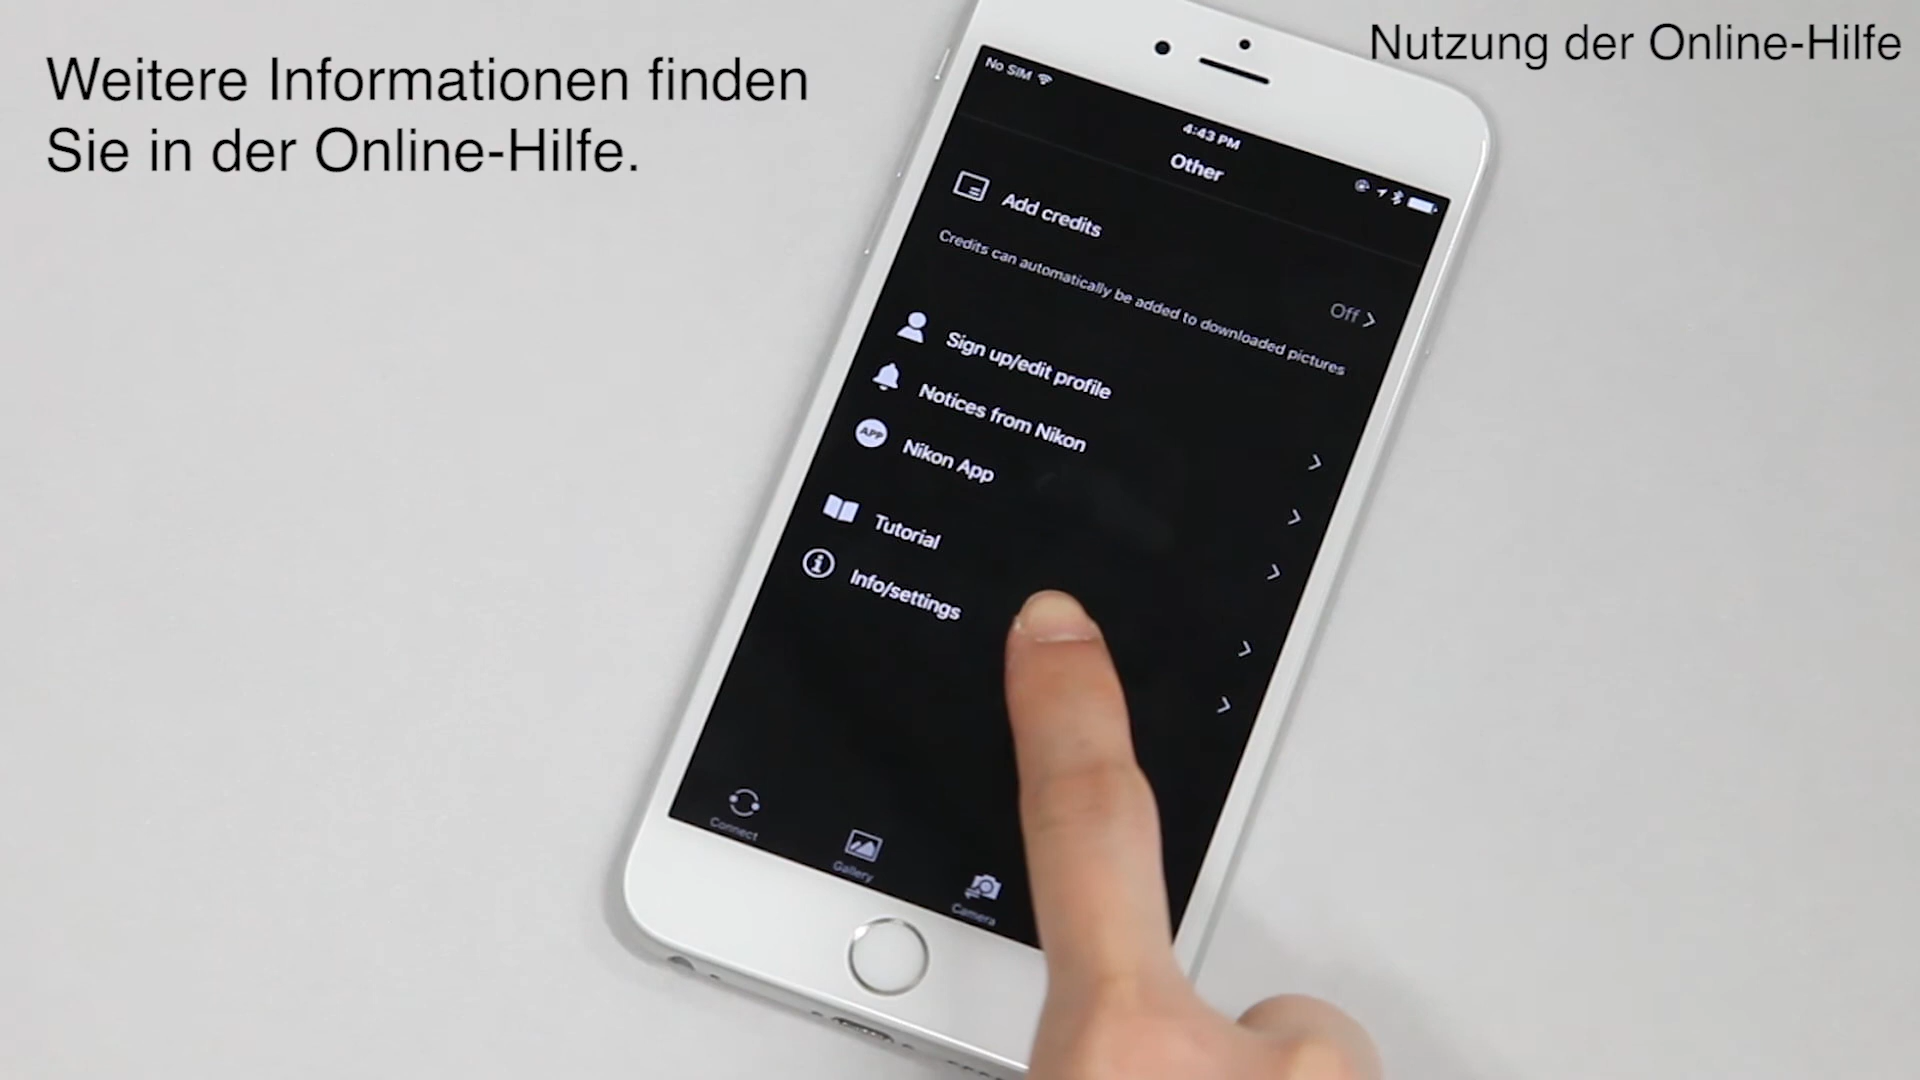 Weitere Informationen finden
Sie in der Online-Hilfe.
Nutzung der Online-Hilfe
No SIM
4:43 PM
Other
Add credits
Off
Credits can automatically be added to downloaded pictures
Sign up/edit profile
Notices from Nikon
APP Nikon App
Tutorial
Info/settings
Connect
Gallery
Camera